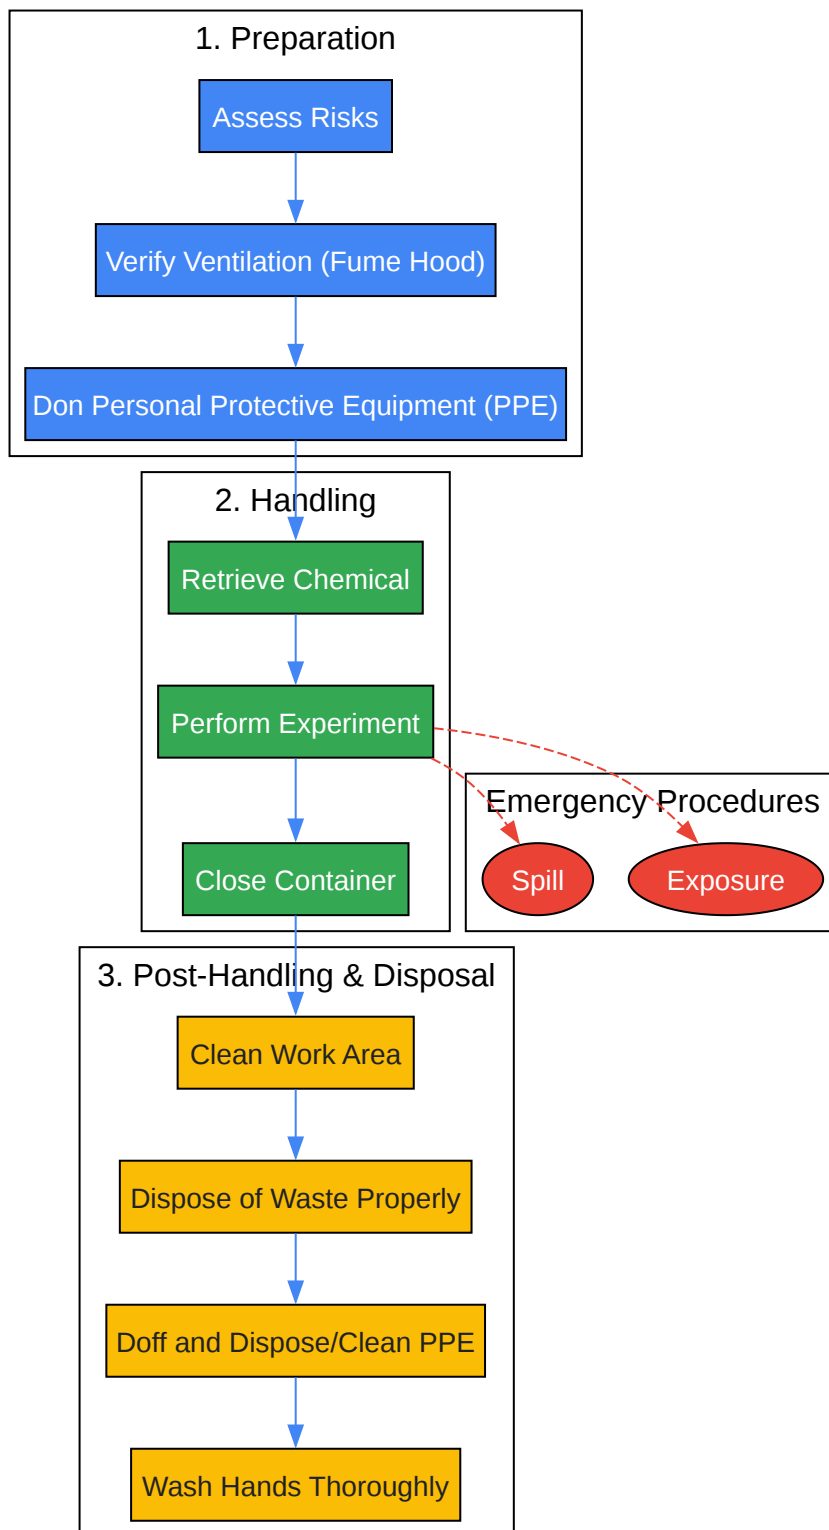 1. Preparation
Assess Risks
Verify Ventilation (Fume Hood)
Don Personal Protective Equipment (PPE)
2. Handling
Retrieve Chemical
Perform Experiment
Close Container
Emergency Procedures
Spill
Exposure
3. Post-Handling & Disposal
Clean Work Area
Dispose of Waste Properly
Doff and Dispose/Clean PPE
Wash Hands Thoroughly